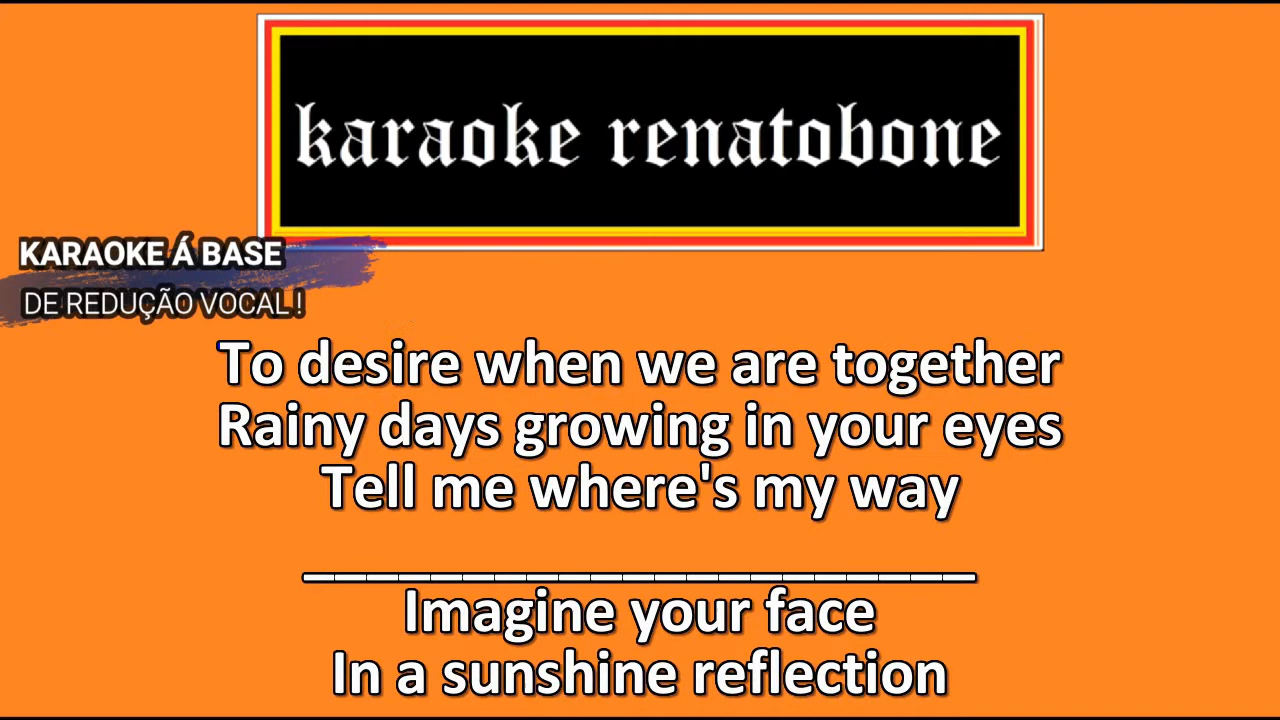 karaoke renatobone
KARAOKE Á BASE
DE REDUÇÃO VOCAL !
To desire when we are together
Rainy days growing in your eyes
Tell me where's my way
_____________________
Imagine your face
In a sunshine reflection